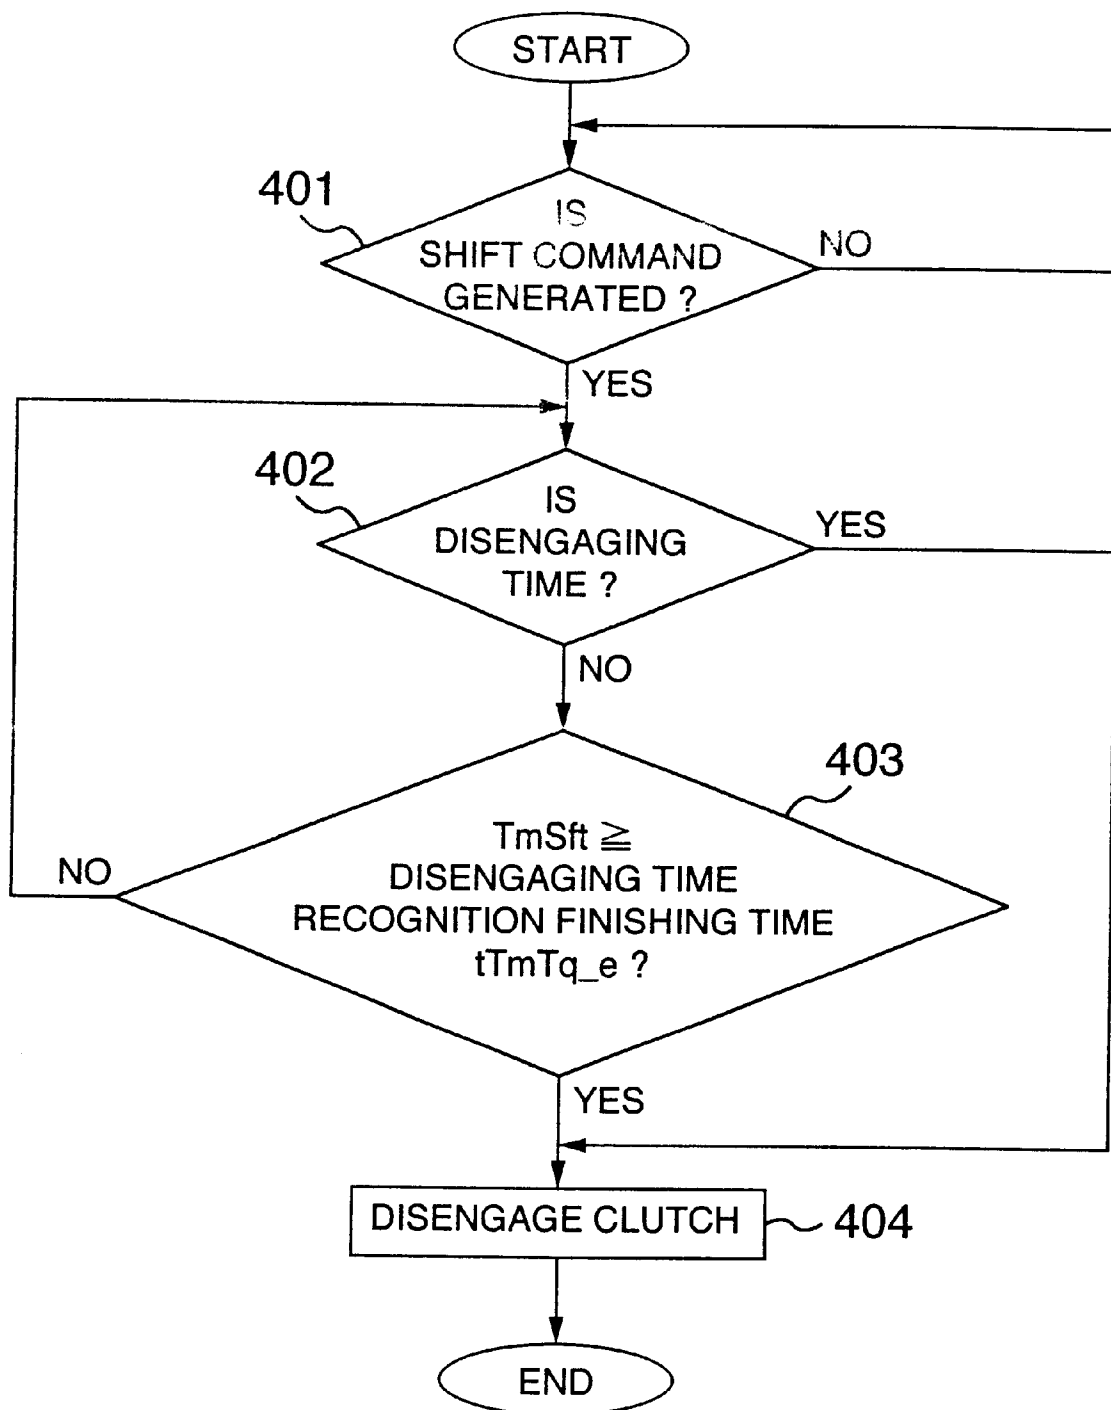 START
401
IS
SHIFT COMMAND
GENERATED ?
NO
YES
402
IS
DISENGAGING
TIME ?
YES
NO
403
TmSft ≧
DISENGAGING TIME
RECOGNITION FINISHING TIME
tTmTq_e ?
NO
YES
DISENGAGE CLUTCH
404
END